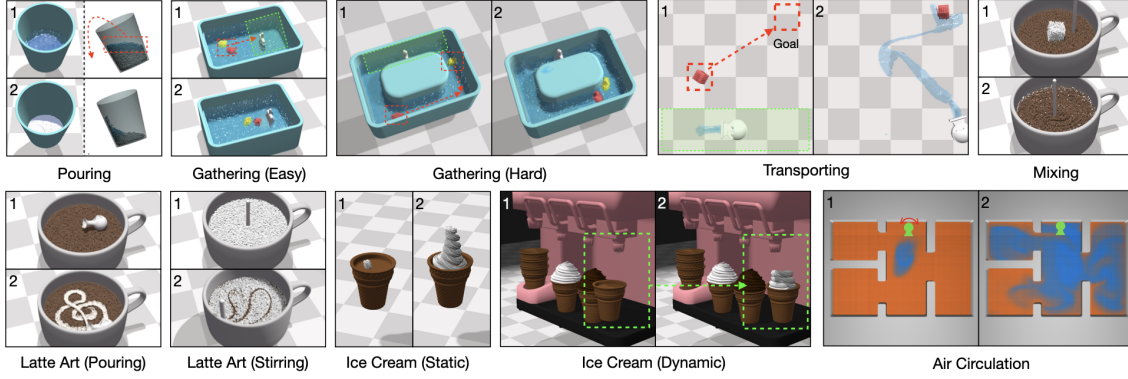 1
2
Pouring
1
2
Gathering (Easy)
1
2
Gathering (Hard)
1
Goal
2
Transporting
1
2
Mixing
1
2
Latte Art (Pouring)
1
2
Latte Art (Stirring)
1
2
Ice Cream (Static)
1
2
Ice Cream (Dynamic)
1
2
Air Circulation